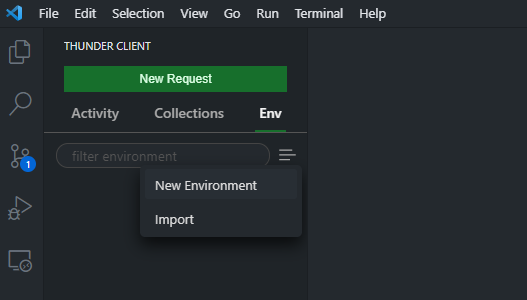 File Edit Selection View Go Run Terminal Help
THUNDER CLIENT
New Request
Activity Collections Env
filter environment
1
New Environment
Import